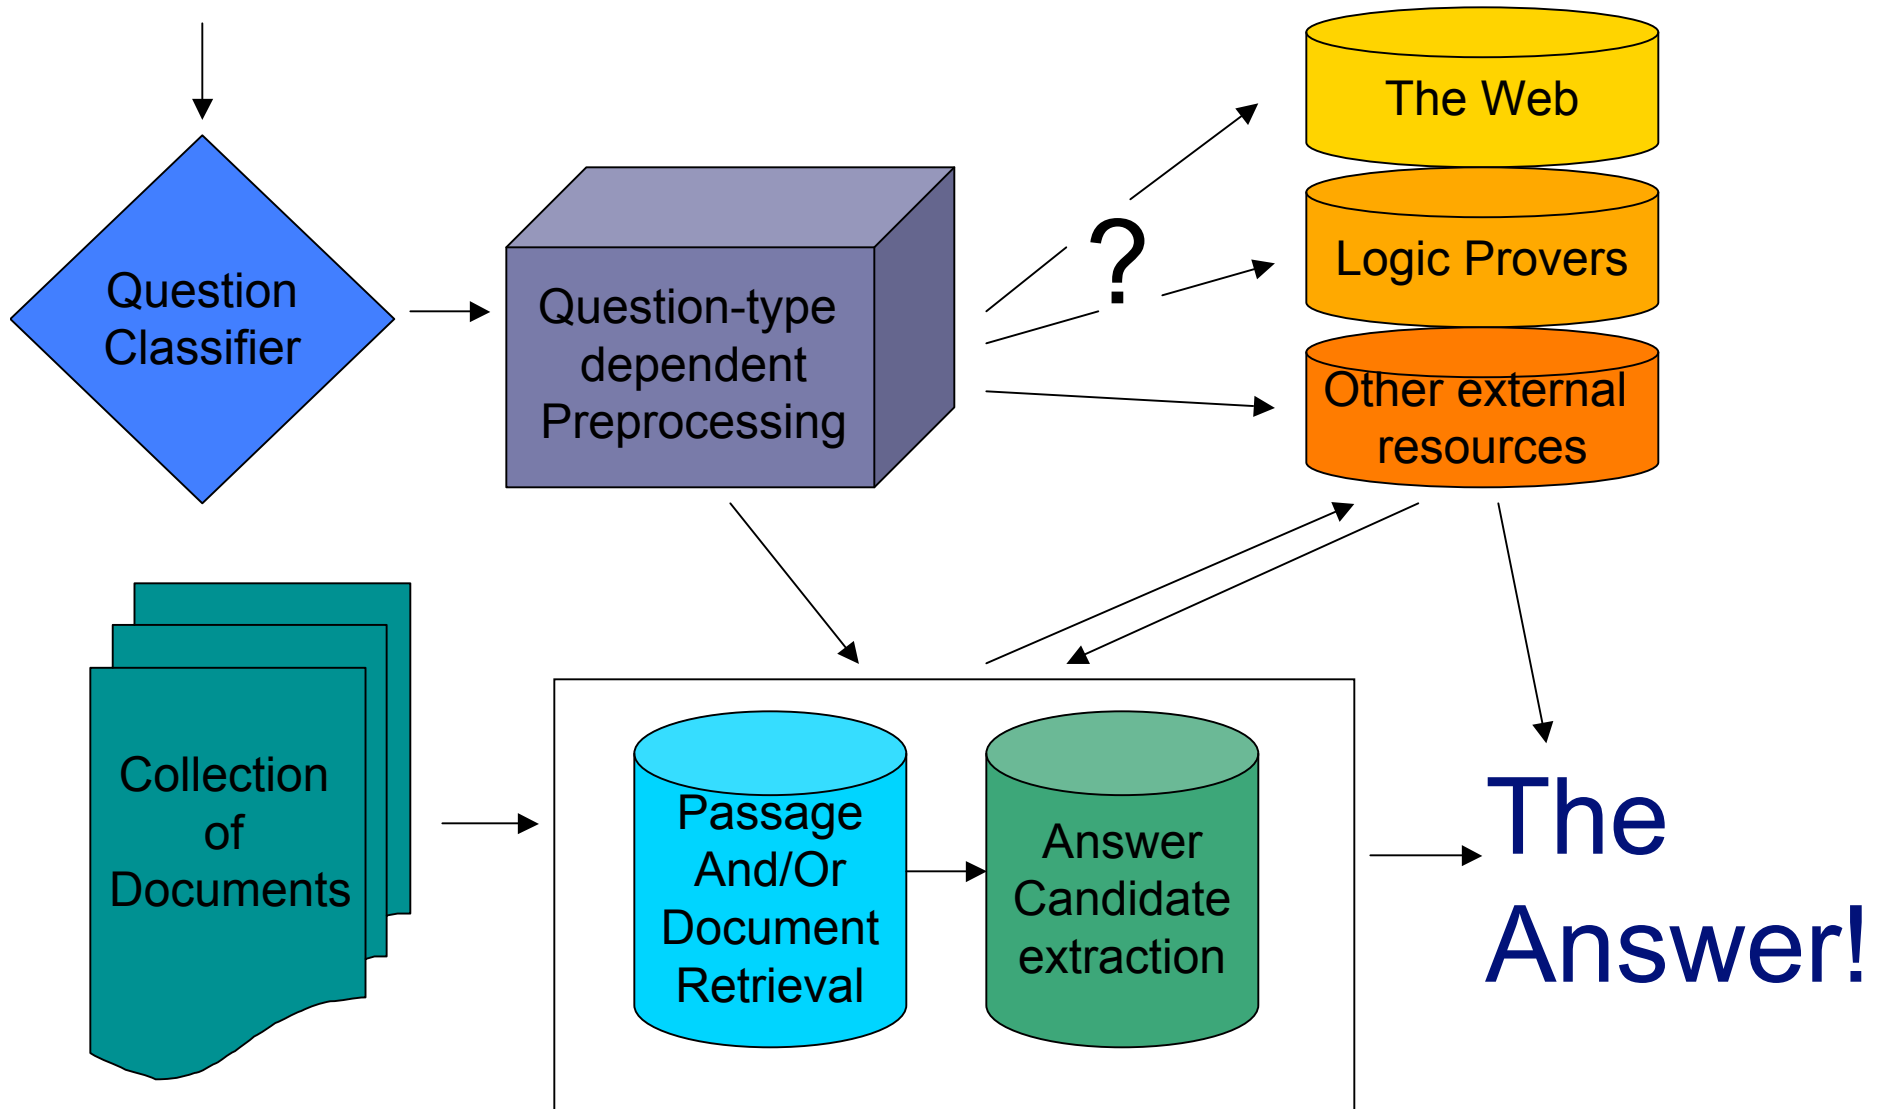 The Web
Question
Classifier
Question-type
dependent
Preprocessing
?
Logic Provers
Other external
resources
Collection
of
Documents
Passage
And/Or
Document
Retrieval
Answer
Candidate
extraction
The
Answer!